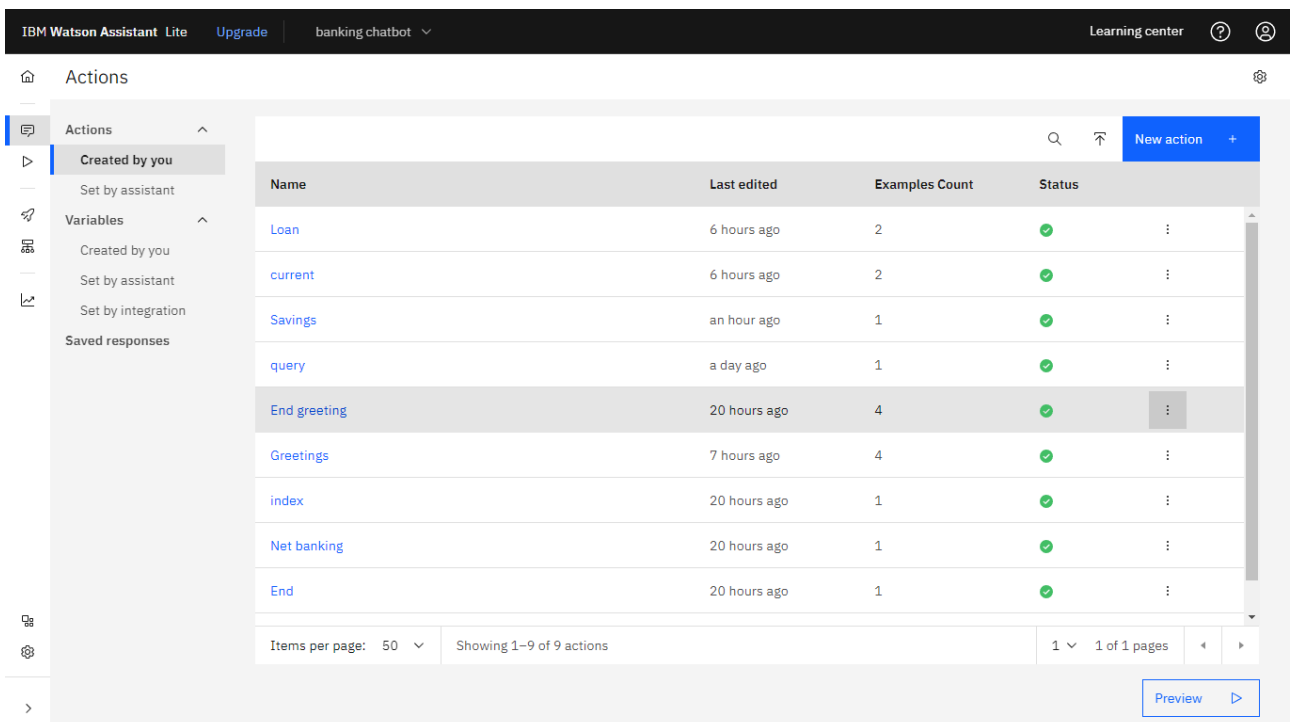 IBM Watson Assistant Lite Upgrade banking chatbot Learning center
Actions
Actions
Created by you
Set by assistant
Variables
Created by you
Set by assistant
Set by integration
Saved responses
New action +
Name Last edited Examples Count Status
Loan 6 hours ago 2
current 6 hours ago 2
Savings an hour ago 1
query a day ago 1
End greeting 20 hours ago 4
Greetings 7 hours ago 4
index 20 hours ago 1
Net banking 20 hours ago 1
End 20 hours ago 1
Items per page: 50 Showing 1–9 of 9 actions 1 1 of 1 pages
Preview